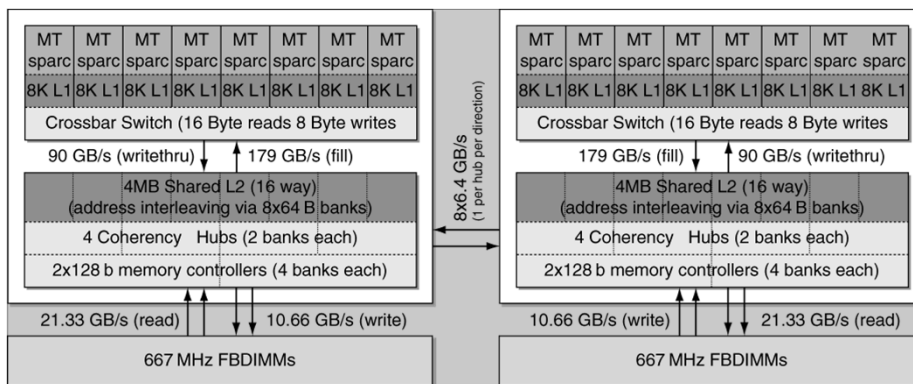 MT MT MT MT MT MT MT MT
sparc sparc sparc sparc sparc sparc sparc sparc
8K L1 8K L1 8K L1 8K L1 8K L1 8K L1 8K L1 8K L1
Crossbar Switch (16 Byte reads 8 Byte writes
90 GB/s (writethru) 179 GB/s (fill)
4MB Shared L2 (16 way)
(address interleaving via 8x64 B banks)
4 Coherency Hubs (2 banks each)
2x128 b memory controllers (4 banks each)
21.33 GB/s (read) 10.66 GB/s (write)
667 MHz FBDIMMs
8x6.4 GB/s
(1 per hub per direction)
MT MT MT MT MT MT MT MT
sparc sparc sparc sparc sparc sparc sparc sparc
8K L1 8K L1 8K L1 8K L1 8K L1 8K L1 8K L1 8K L1
Crossbar Switch (16 Byte reads 8 Byte writes
179 GB/s (fill) 90 GB/s (writethru)
4MB Shared L2 (16 way)
(address interleaving via 8x64 B banks)
4 Coherency Hubs (2 banks each)
2x128 b memory controllers (4 banks each)
10.66 GB/s (write) 21.33 GB/s (read)
667 MHz FBDIMMs